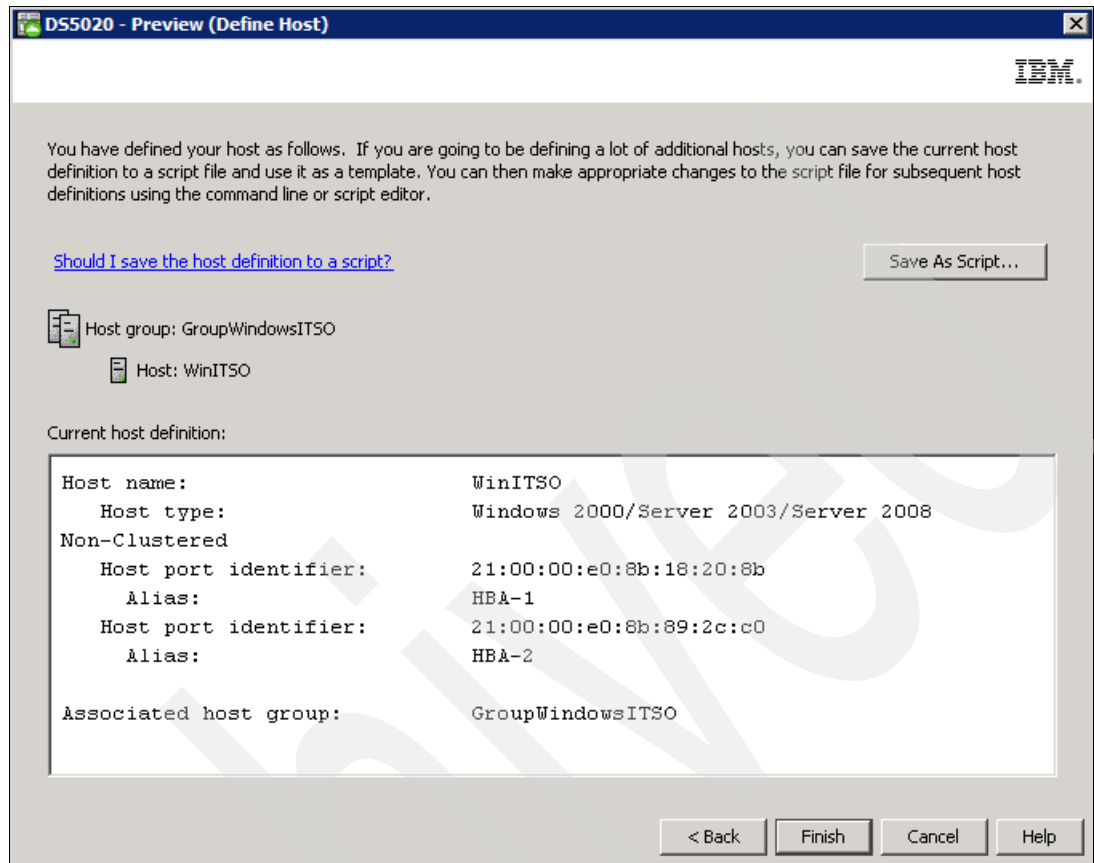 DS5020 - Preview (Define Host)
IBM.
You have defined your host as follows. If you are going to be defining a lot of additional hosts, you can save the current host
definition to a script file and use it as a template. You can then make appropriate changes to the script file for subsequent host
definitions using the command line or script editor.
Should I save the host definition to a script?
Save As Script...
Host group: GroupWindowsITSO
Host: WinITSO
Current host definition:
Host name: WinITSO
Host type: Windows 2000/Server 2003/Server 2008
Non-Clustered
Host port identifier: 21:00:00:e0:8b:18:20:8b
Alias: HBA-1
Host port identifier: 21:00:00:e0:8b:89:2c:c0
Alias: HBA-2
Associated host group: GroupWindowsITSO
< Back Finish Cancel Help